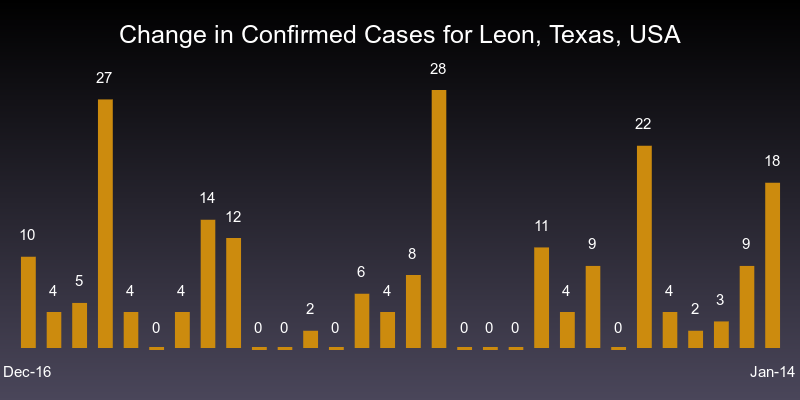 Change in Confirmed Cases for Leon, Texas, USA
10 4 5 27 4 0 4 14 12 0 0 2 0 6 4 8 28 0 0 0 11 4 9 0 22 4 2 3 9 18
Dec-16 Jan-14